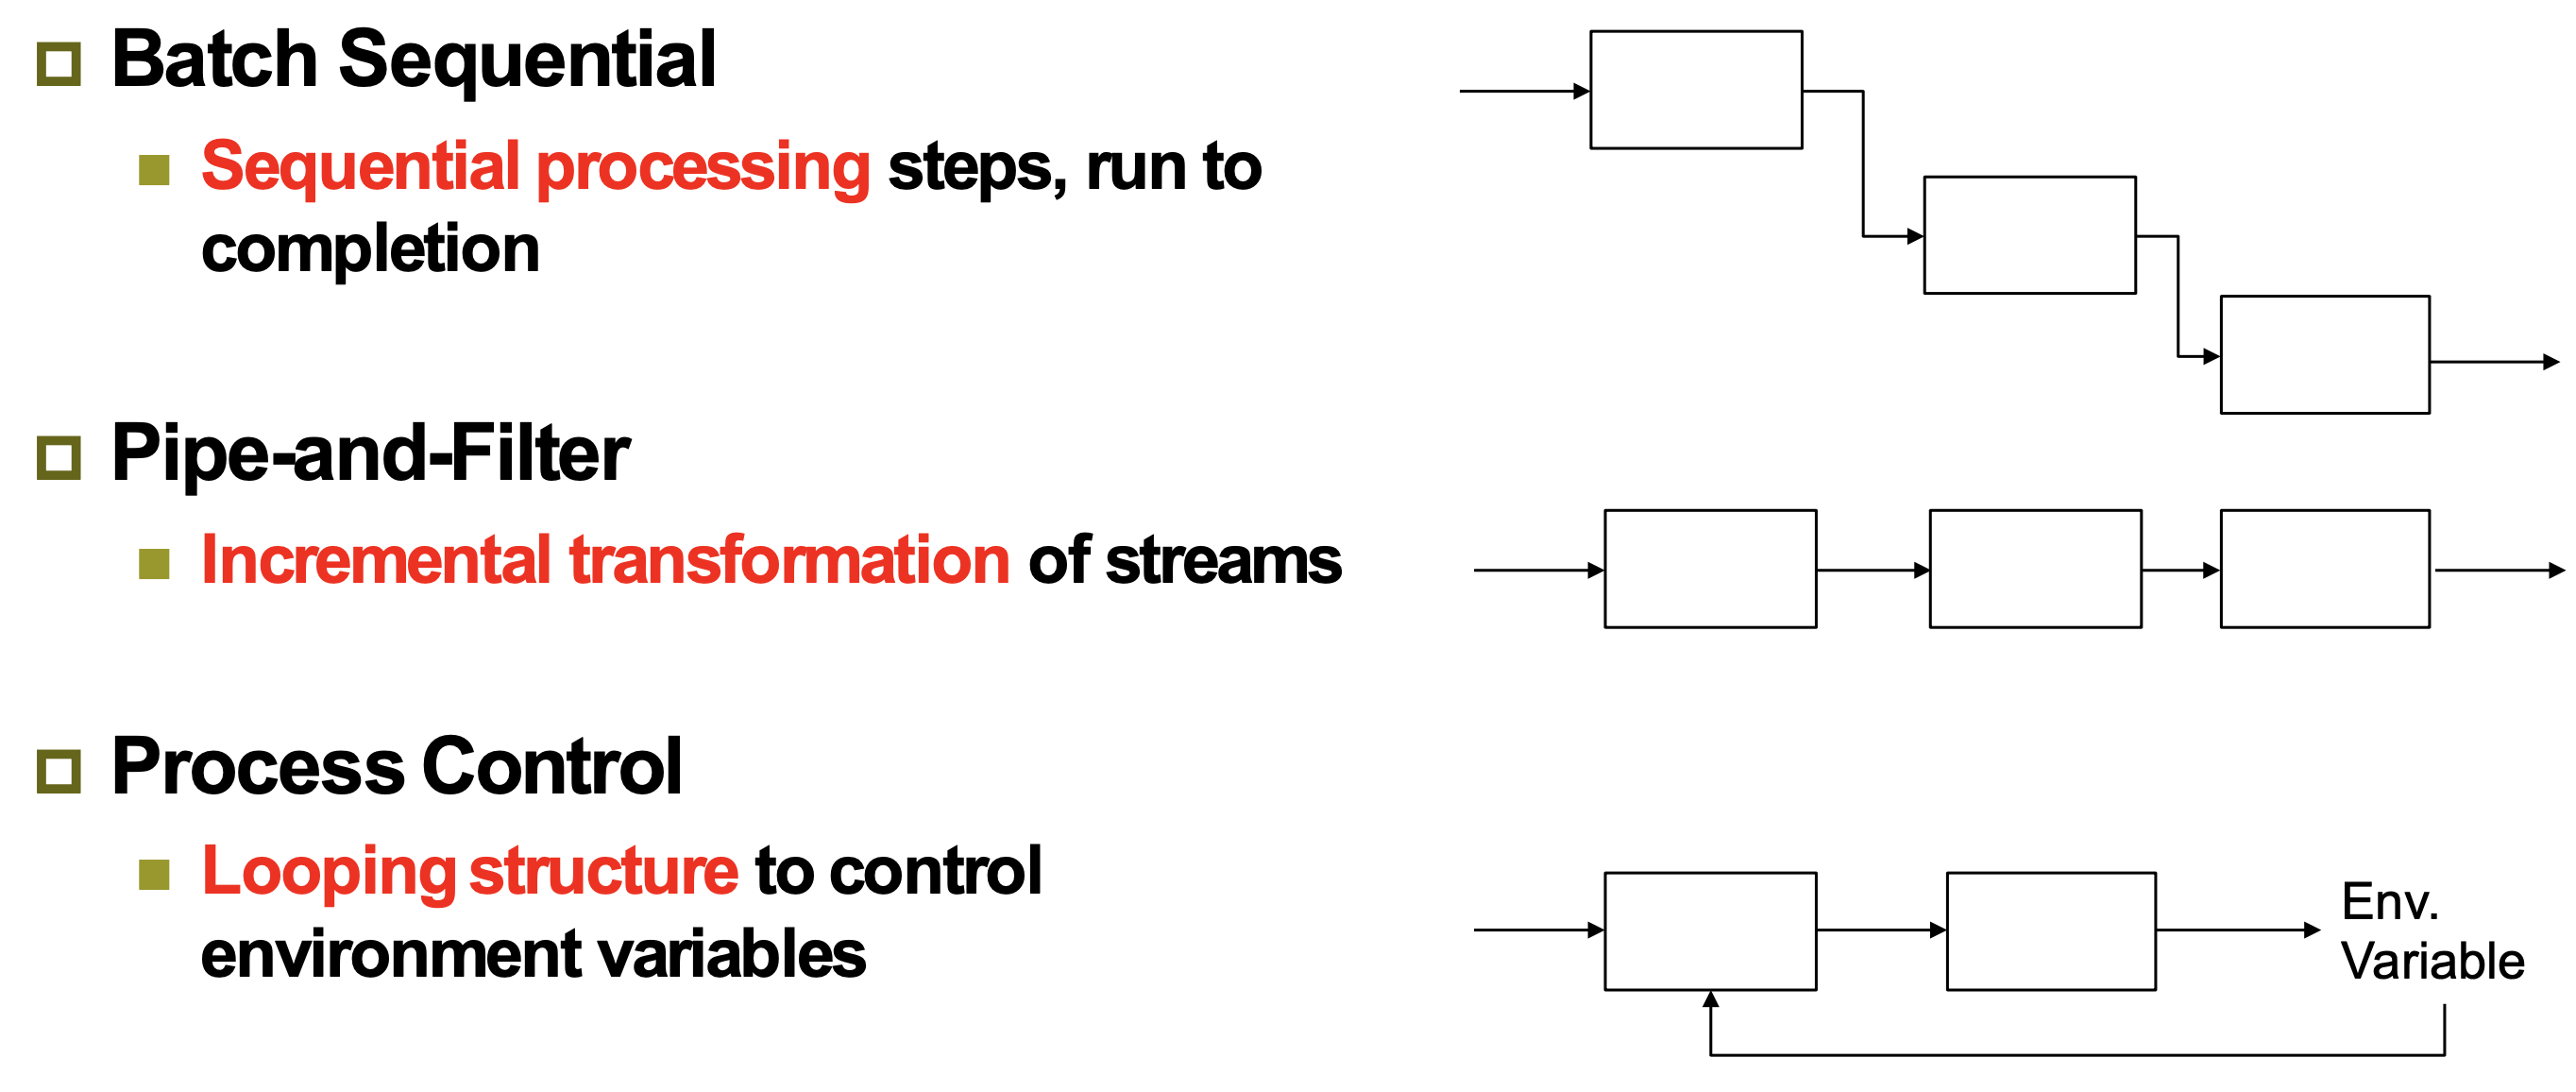 Batch Sequential
Sequential processing steps, run to
completion
Pipe-and-Filter
Incremental transformation of streams
Process Control
Looping structure to control
environment variables
Env.
Variable